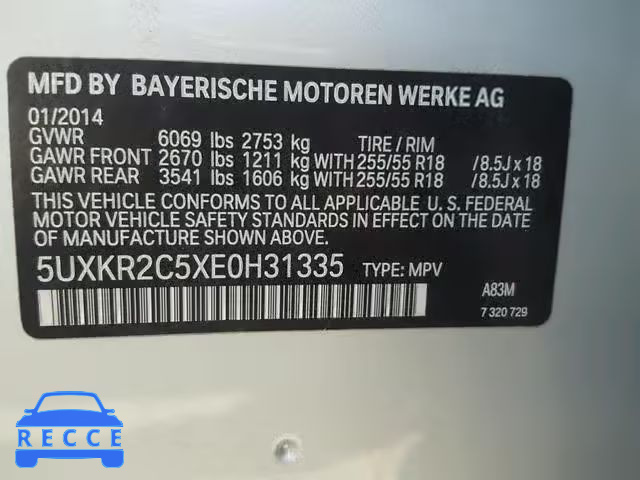 MFD BY BAYERISCHE MOTOREN WERKE AG
01/2014
GVWR 6069 lbs 2753 kg TIRE / RIM
GAWR FRONT 2670 lbs 1211 kg WITH 255/55 R18 /8.5J x 18
GAWR REAR 3541 lbs 1606 kg WITH 255/55 R18 /8.5J x 18
THIS VEHICLE CONFORMS TO ALL APPLICABLE U. S. FEDERAL
MOTOR VEHICLE SAFETY STANDARDS IN EFFECT ON THE DATE
OF MANUFACTURE SHOWN ABOVE.
5UXKR2C5XE0H31335 TYPE: MPV
A83M
7 320 729
RECCE